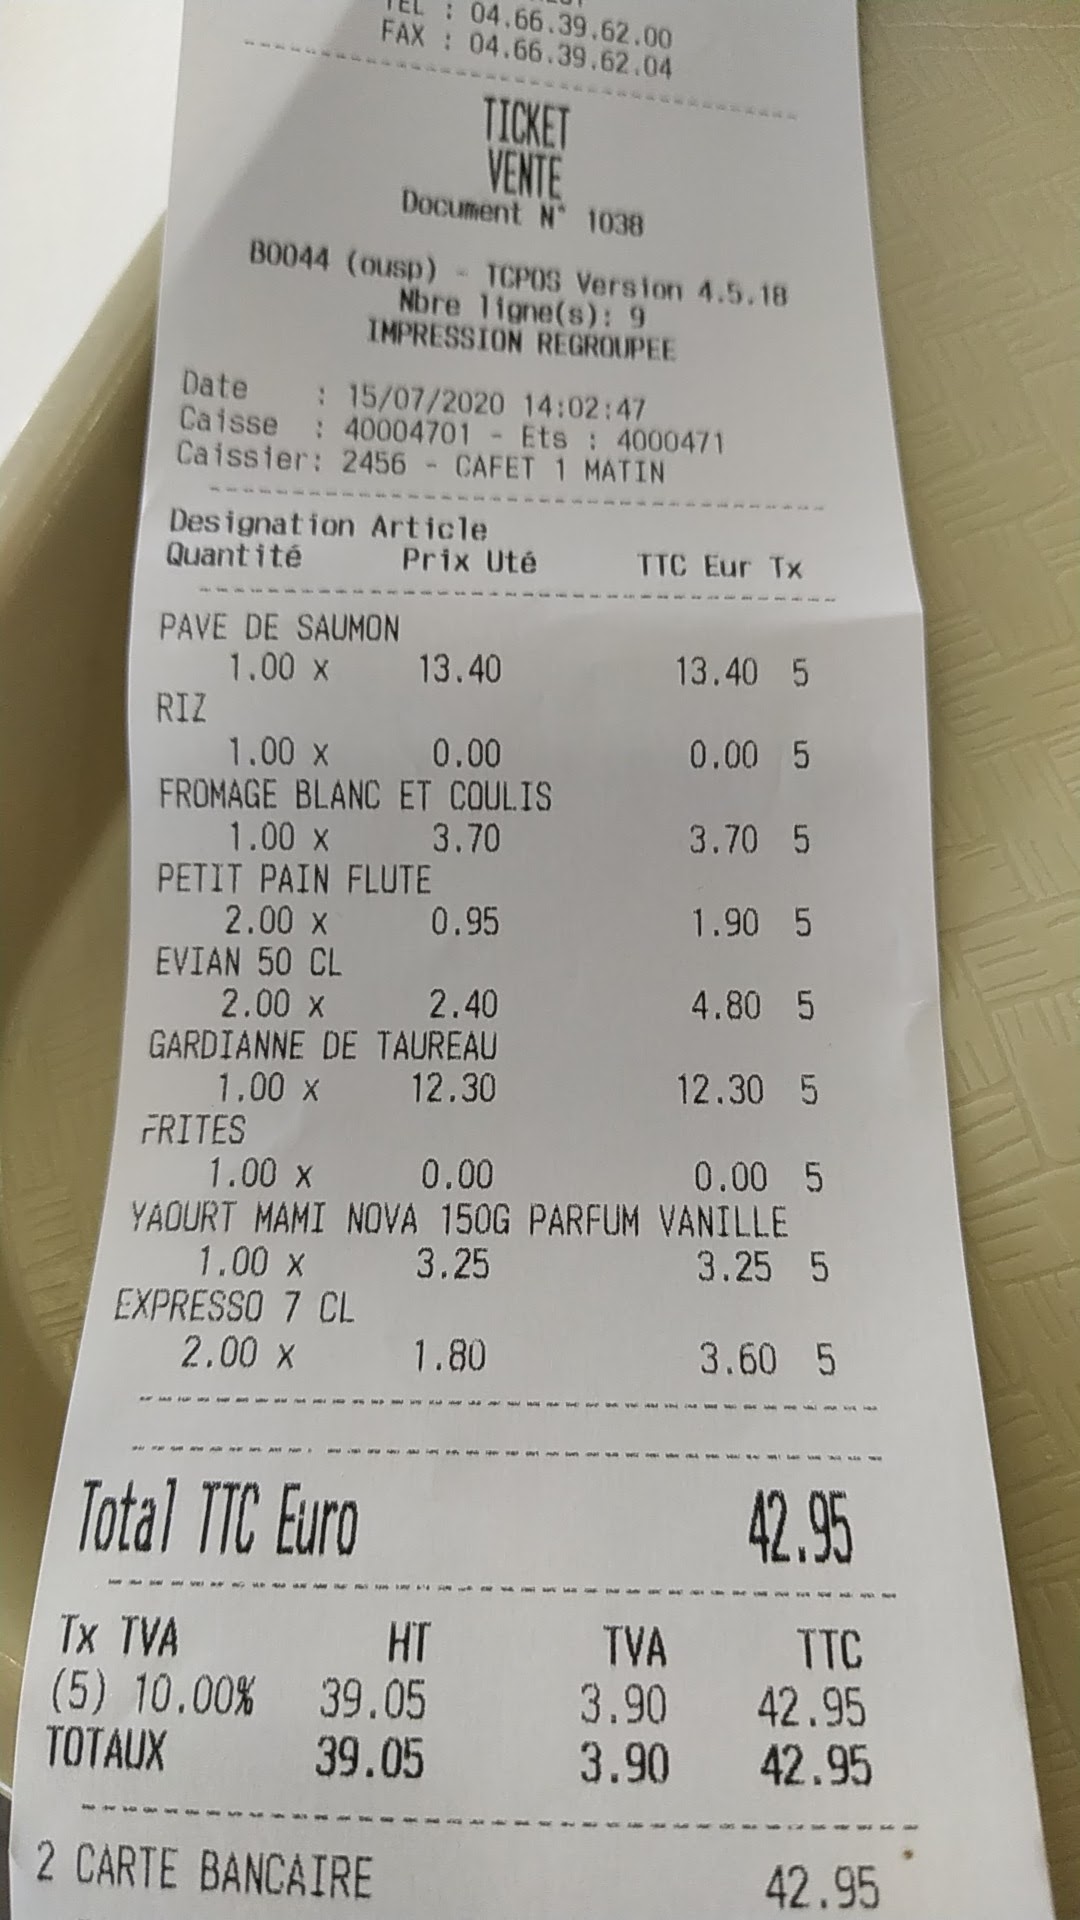 TEL : 04.66.39.62.00
FAX : 04.66.39.62.04
TICKET
VENTE
Document N° 1038
B0044 (ousp) - TCPOS Version 4.5.18
Nbre ligne(s): 9
IMPRESSION REGROUPEE
Date : 15/07/2020 14:02:47
Caisse : 40004701 - Ets : 4000471
Caissier: 2456 - CAFET 1 MATIN
Designation Article
Quantité Prix Uté TTC Eur Tx
PAVE DE SAUMON
1.00 x 13.40 13.40 5
RIZ
1.00 x 0.00 0.00 5
FROMAGE BLANC ET COULIS
1.00 x 3.70 3.70 5
PETIT PAIN FLUTE
2.00 x 0.95 1.90 5
EVIAN 50 CL
2.00 x 2.40 4.80 5
GARDIANNE DE TAUREAU
1.00 x 12.30 12.30 5
FRITES
1.00 x 0.00 0.00 5
YAOURT MAMI NOVA 150G PARFUM VANILLE
1.00 x 3.25 3.25 5
EXPRESSO 7 CL
2.00 x 1.80 3.60 5
Total TTC Euro 42.95
Tx TVA HT TVA TTC
(5) 10.00% 39.05 3.90 42.95
TOTAUX 39.05 3.90 42.95
2 CARTE BANCAIRE 42.95